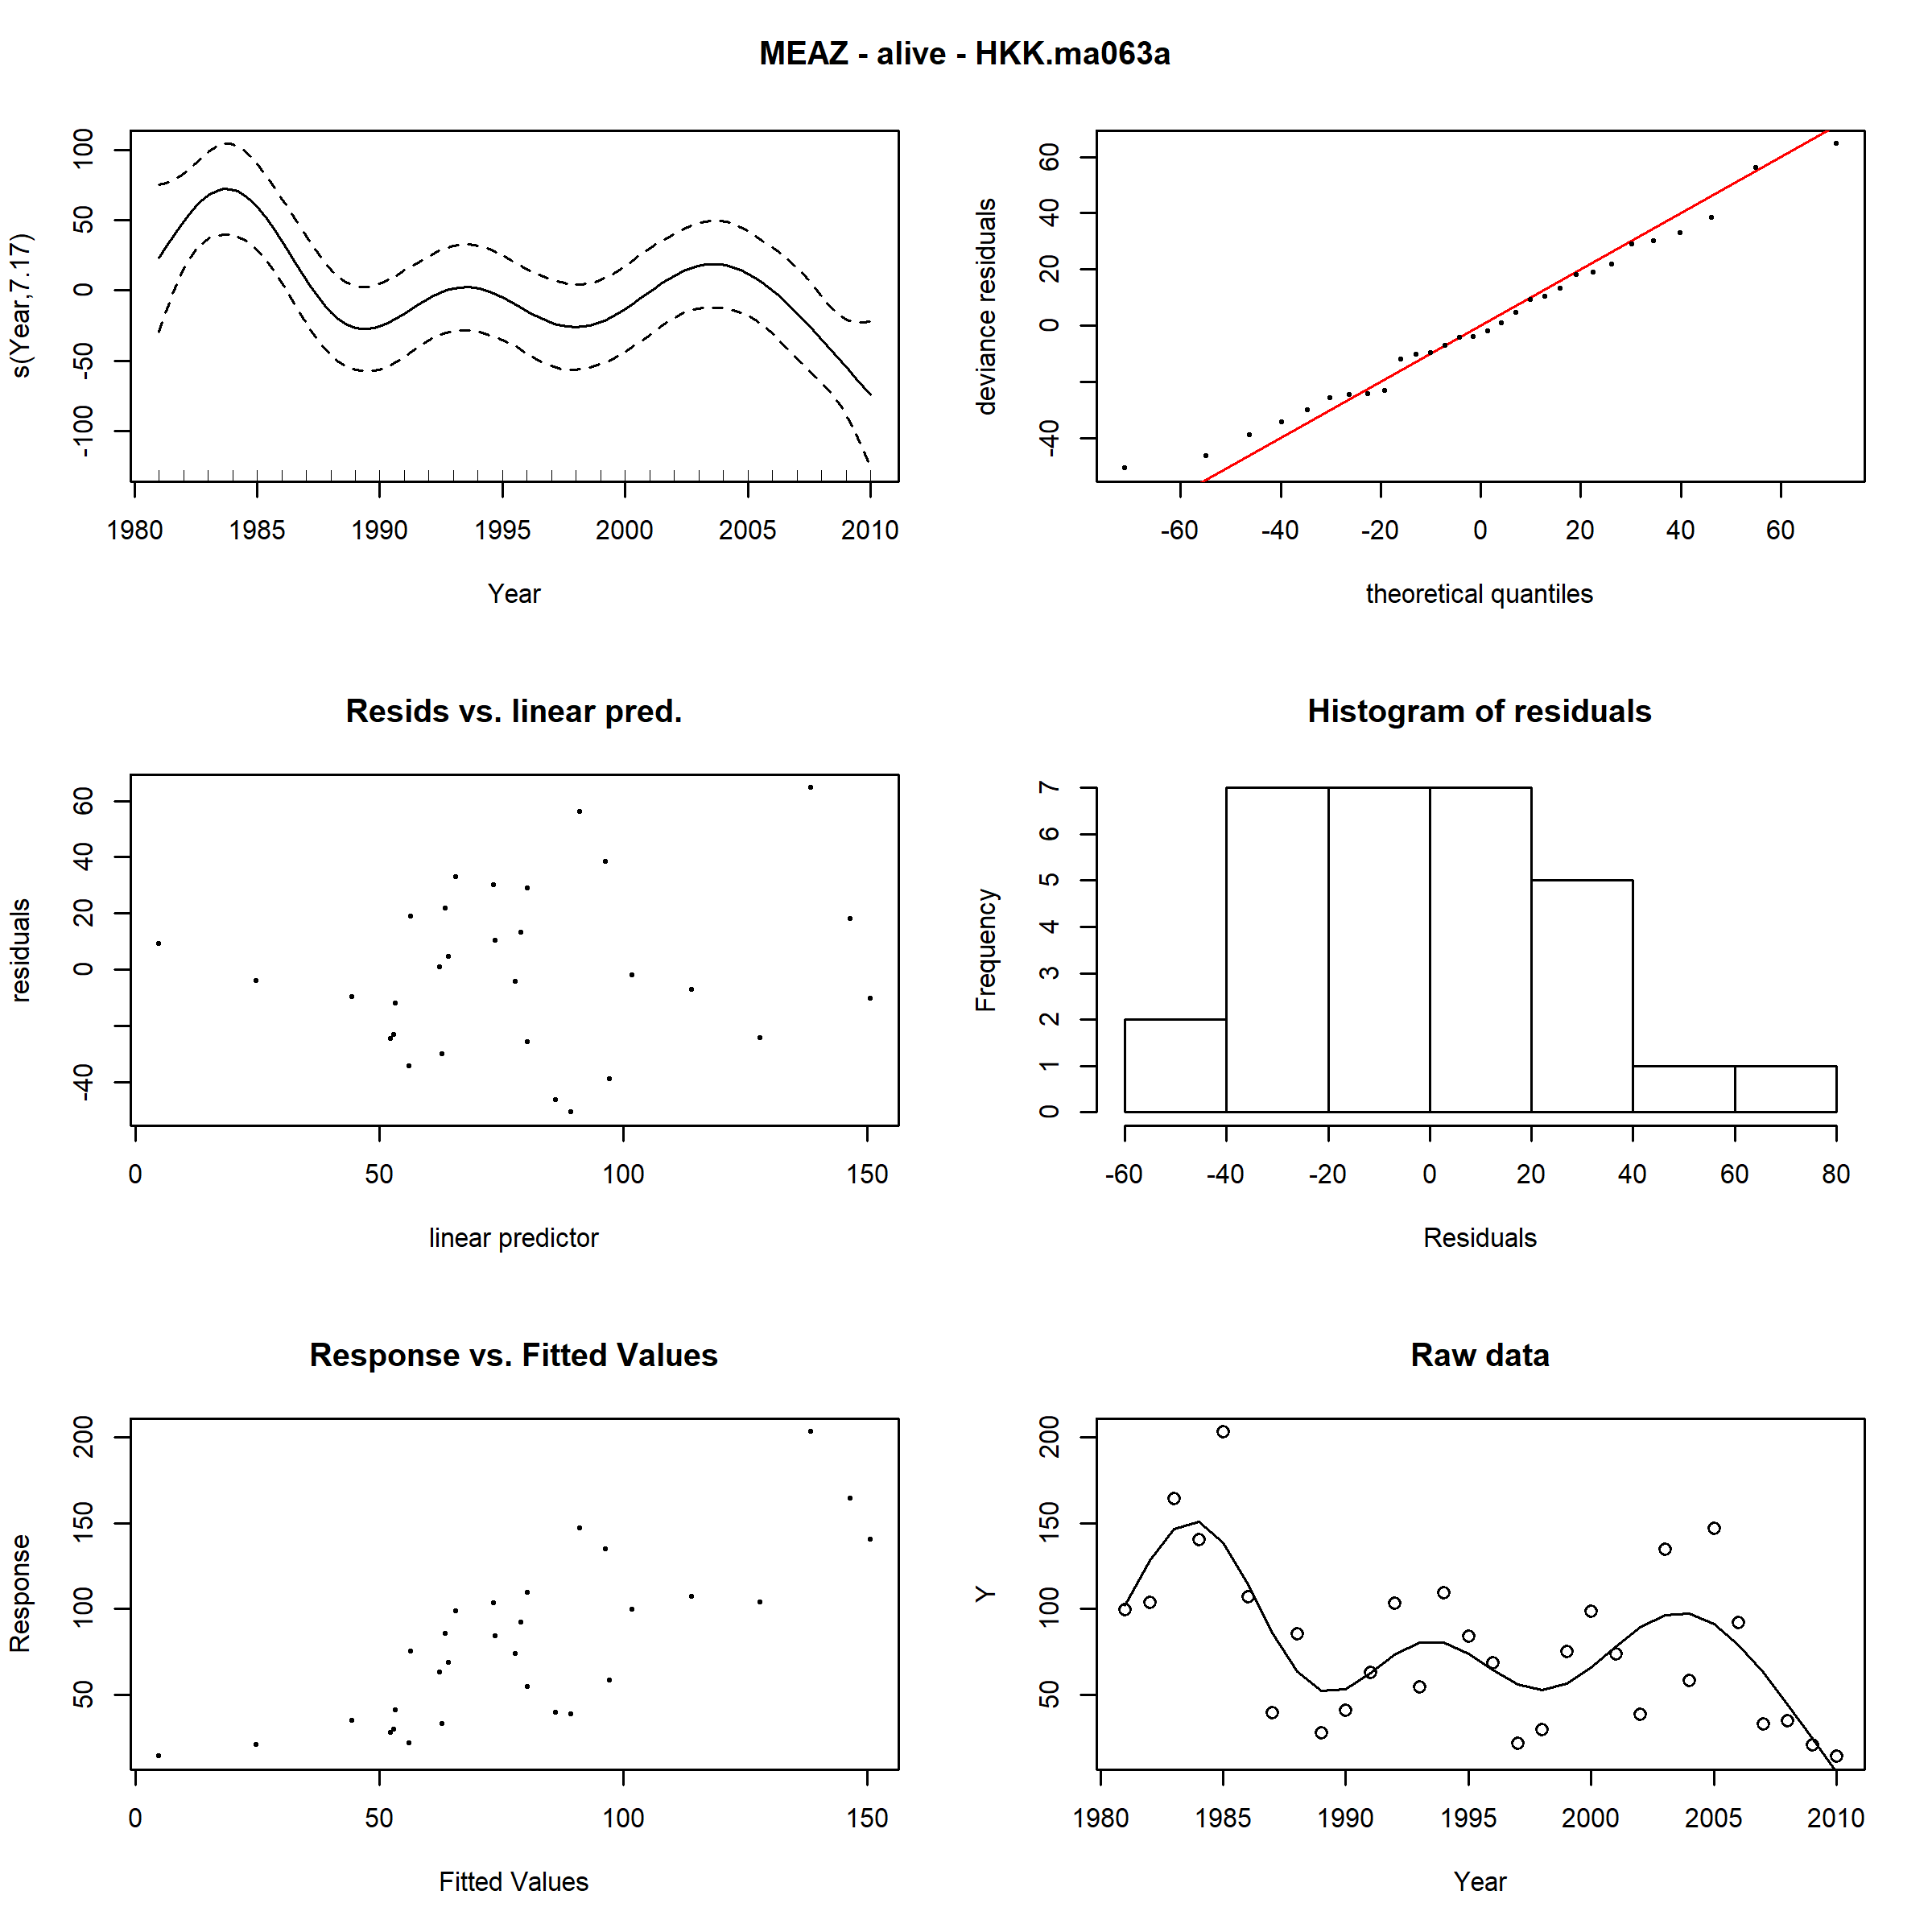 MEAZ - alive - HKK.ma063a
s(Year,7.17)
100
50
0
-50
-100
1980 1985 1990 1995 2000 2005 2010
Year
deviance residuals
60
40
20
0
-40
-60 -40 -20 0 20 40 60
theoretical quantiles
Resids vs. linear pred.
residuals
60
40
20
0
-40
0 50 100 150
linear predictor
Histogram of residuals
Frequency
7
6
5
4
3
2
1
0
-60 -40 -20 0 20 40 60 80
Residuals
Response vs. Fitted Values
Response
200
150
100
50
0 50 100 150
Fitted Values
Raw data
Y
200
150
100
50
1980 1985 1990 1995 2000 2005 2010
Year